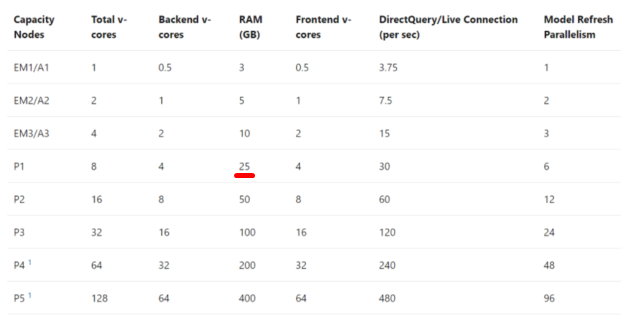 Capacity Nodes Total v-cores Backend v-cores RAM (GB) Frontend v-cores DirectQuery/Live Connection (per sec) Model Refresh Parallelism
EM1/A1 1 0.5 3 0.5 3.75 1
EM2/A2 2 1 5 1 7.5 2
EM3/A3 4 2 10 2 15 3
P1 8 4 25 4 30 6
P2 16 8 50 8 60 12
P3 32 16 100 16 120 24
P4 1 64 32 200 32 240 48
P5 1 128 64 400 64 480 96